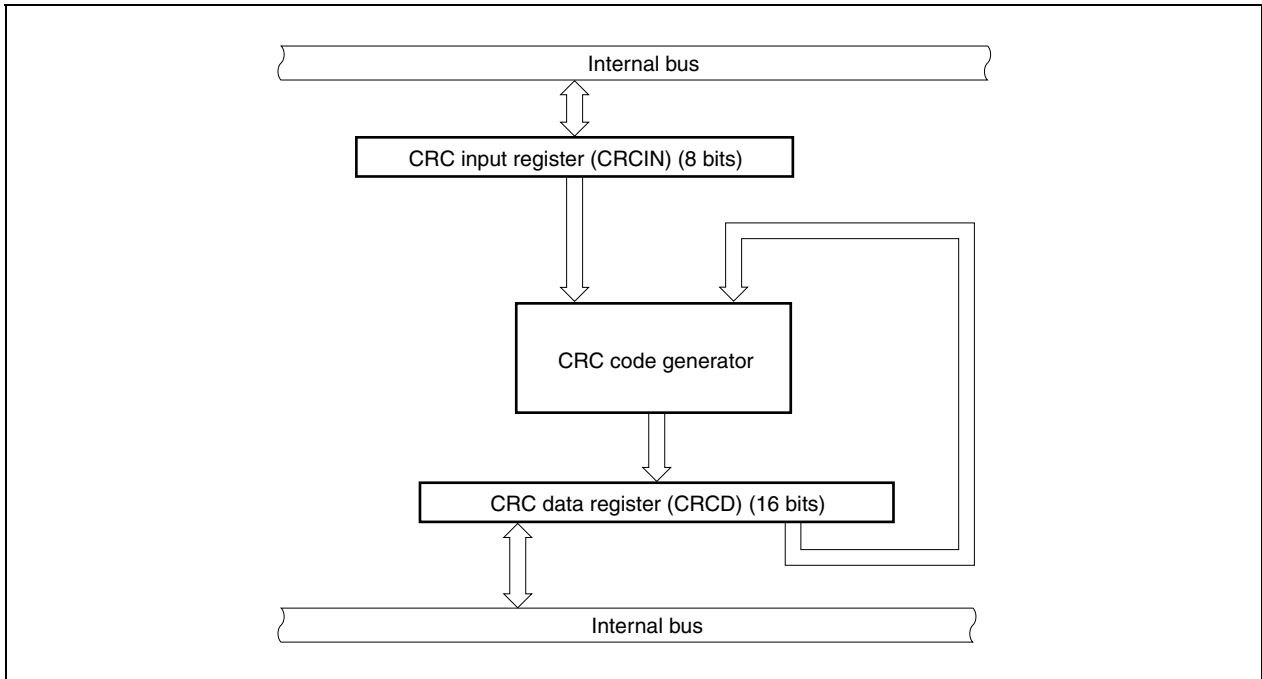 Internal bus
CRC input register (CRCIN) (8 bits)
CRC code generator
CRC data register (CRCD) (16 bits)
Internal bus